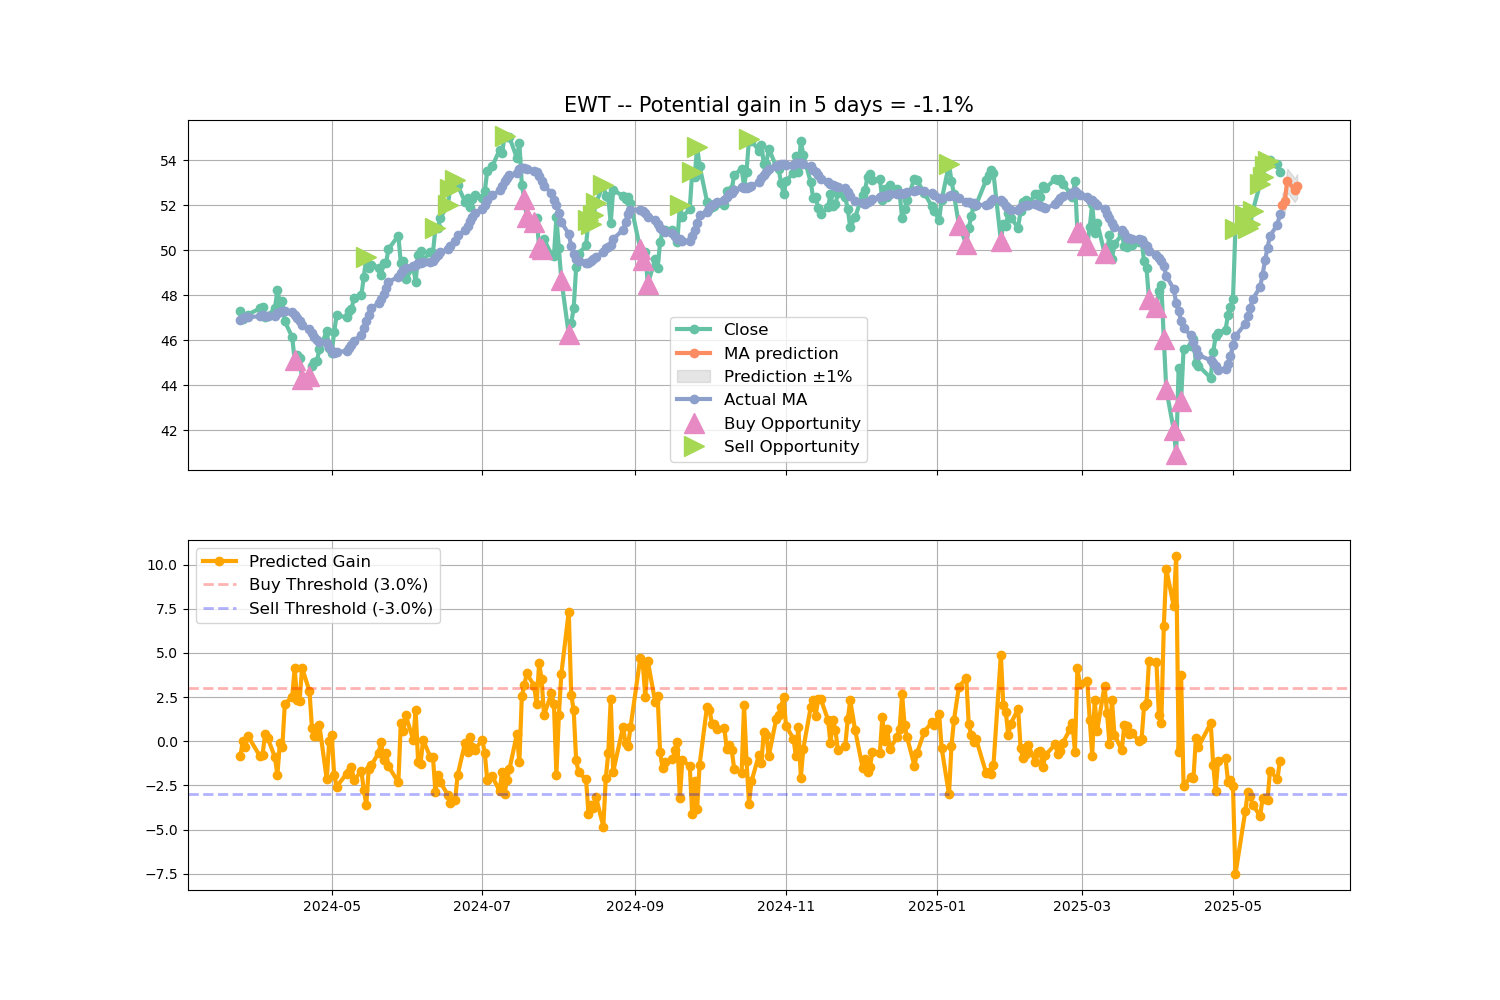 EWT -- Potential gain in 5 days = -1.1%
54
52
50
48
46
44
42
Close
MA prediction
Prediction ±1%
Actual MA
Buy Opportunity
Sell Opportunity
10.0
7.5
5.0
2.5
0.0
−2.5
−5.0
−7.5
Predicted Gain
Buy Threshold (3.0%)
Sell Threshold (-3.0%)
2024-05 2024-07 2024-09 2024-11 2025-01 2025-03 2025-05